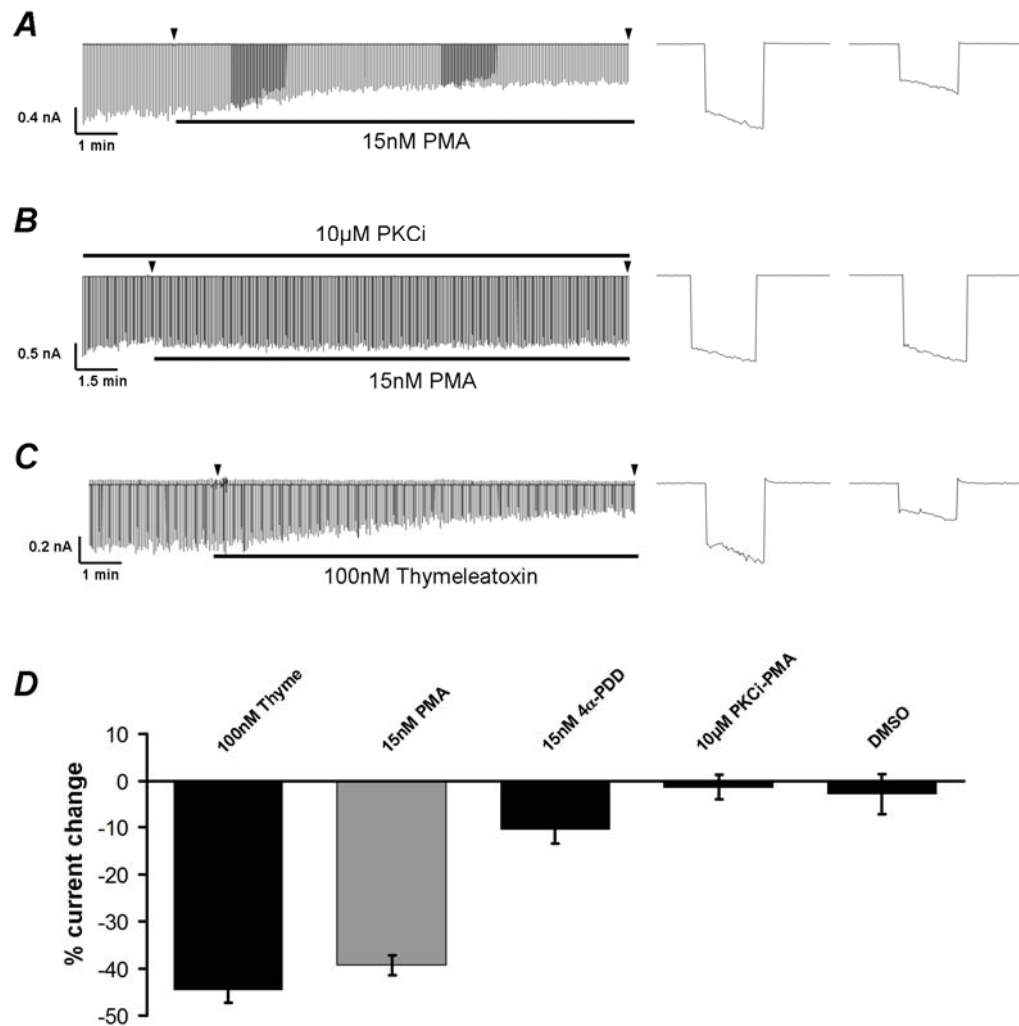 A
0.4 nA
1 min
15nM PMA
B
10µM PKCi
0.5 nA
1.5 min
15nM PMA
C
0.2 nA
1 min
100nM Thymeleatoxin
D
100nM Thyme
15nM PMA
15nM 4α-PDD
10µM PKCi-PMA
DMSO
% current change
10
0
-10
-20
-30
-40
-50